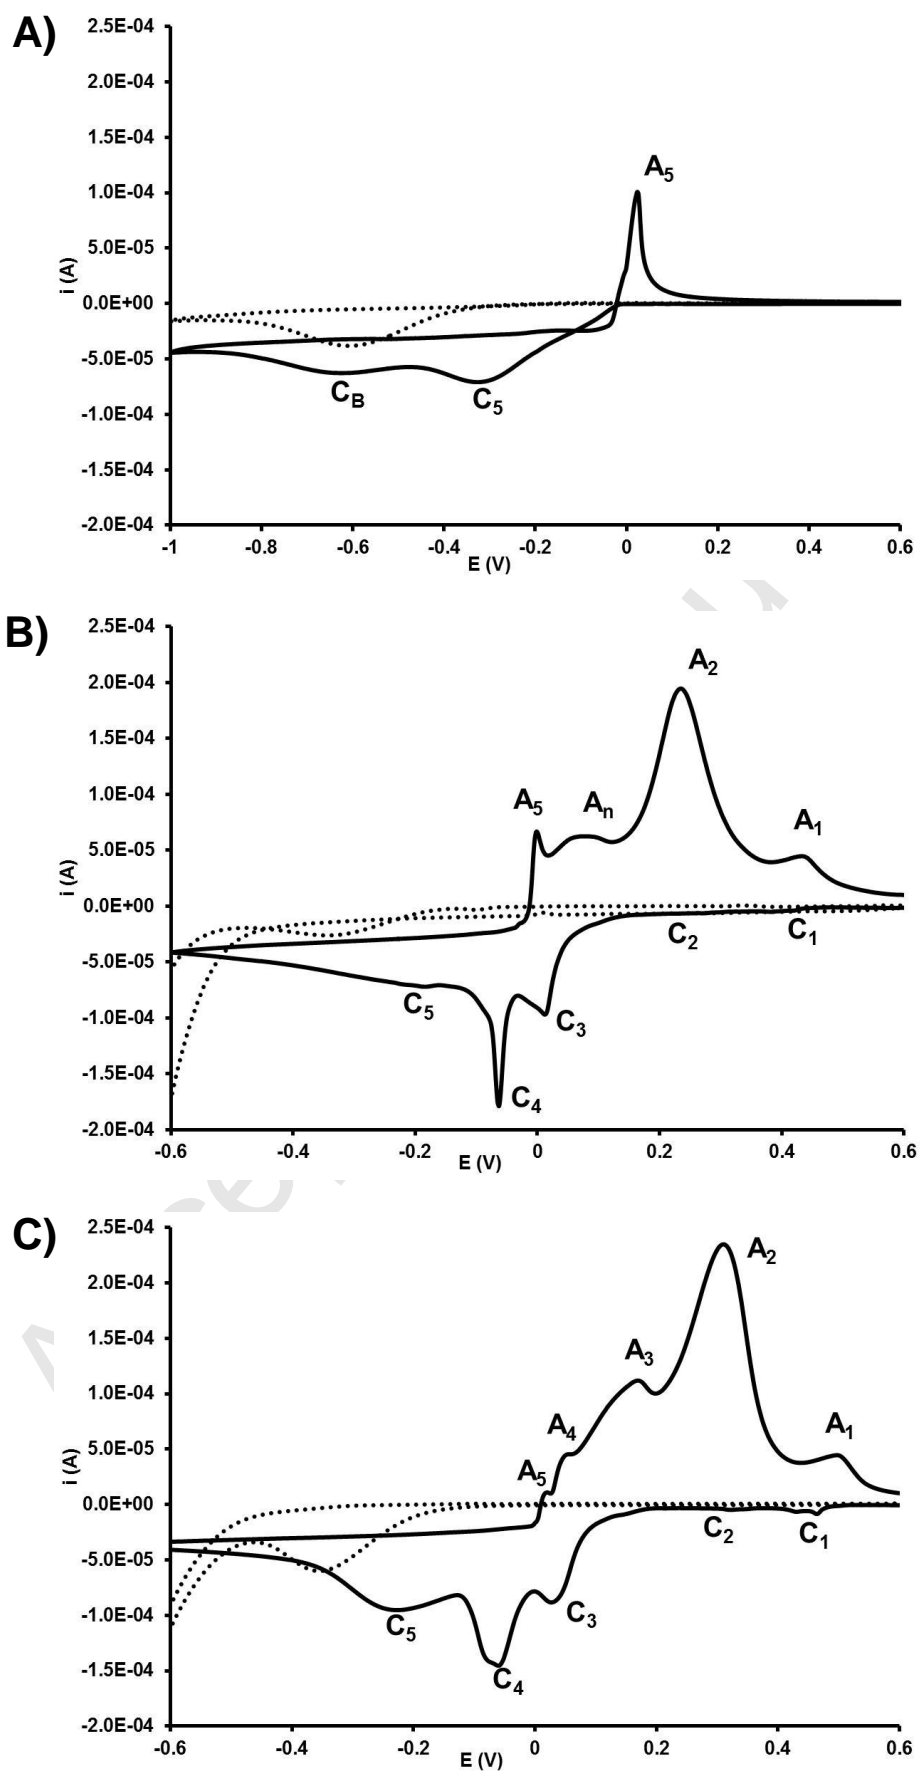 A)
2.5E-04
2.0E-04
1.5E-04
1.0E-04
5.0E-05
0.0E+00
-5.0E-05
-1.0E-04
-1.5E-04
-2.0E-04
i (A)
A5
CB
C5
-1 -0.8 -0.6 -0.4 -0.2 0 0.2 0.4 0.6
E (V)
B)
2.5E-04
2.0E-04
1.5E-04
1.0E-04
5.0E-05
0.0E+00
-5.0E-05
-1.0E-04
-1.5E-04
-2.0E-04
i (A)
A2
A5 An A1
C2 C1
C5 C3
C4
-0.6 -0.4 -0.2 0 0.2 0.4 0.6
E (V)
C)
2.5E-04
2.0E-04
1.5E-04
1.0E-04
5.0E-05
0.0E+00
-5.0E-05
-1.0E-04
-1.5E-04
-2.0E-04
i (A)
A2
A3
A4 A1
A5
C2 C1
C5 C3
C4
-0.6 -0.4 -0.2 0 0.2 0.4 0.6
E (V)